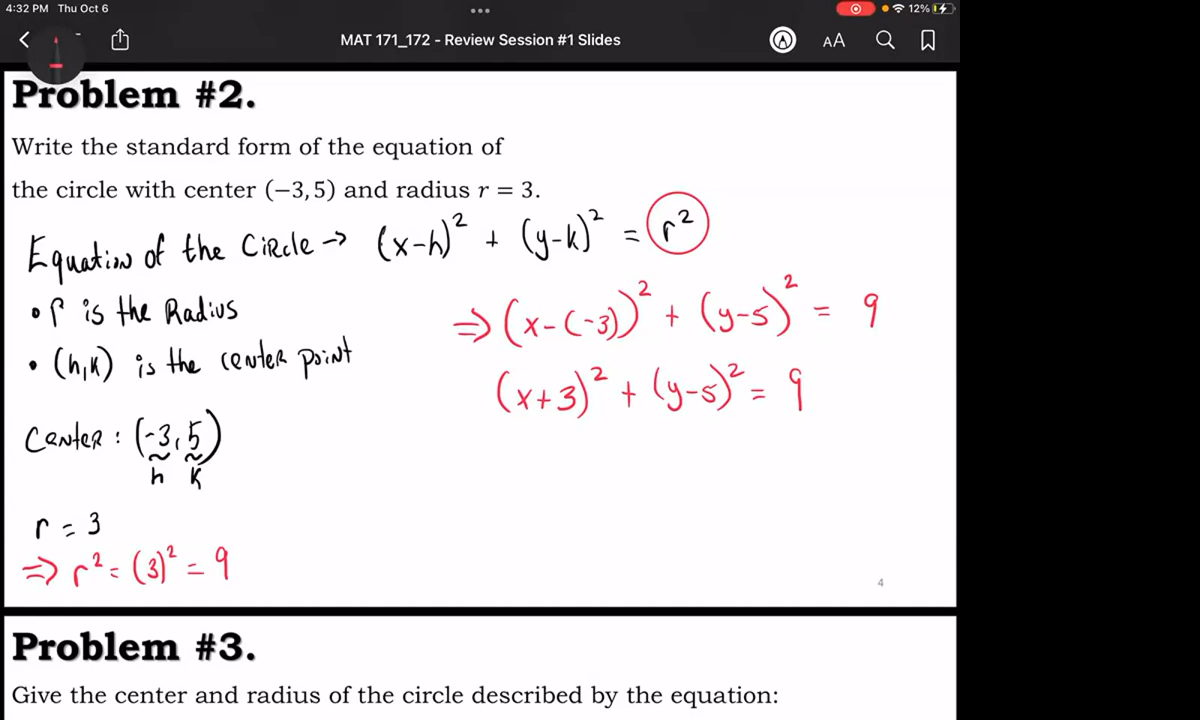 4:32 PM Thu Oct 6
12%
MAT 171_172 - Review Session #1 Slides
AA
Problem #2.
Write the standard form of the equation of
the circle with center (−3,5) and radius r = 3.
Equation of the Circle → (x-h)² + (y-k)² = r²
• r is the Radius
• (h,k) is the center point
Center : (-3,5)
h k
r = 3
⇒ r² = (3)² = 9
⇒ (x-(-3))² + (y-5)² = 9
(x+3)² + (y-5)² = 9
4
Problem #3.
Give the center and radius of the circle described by the equation: